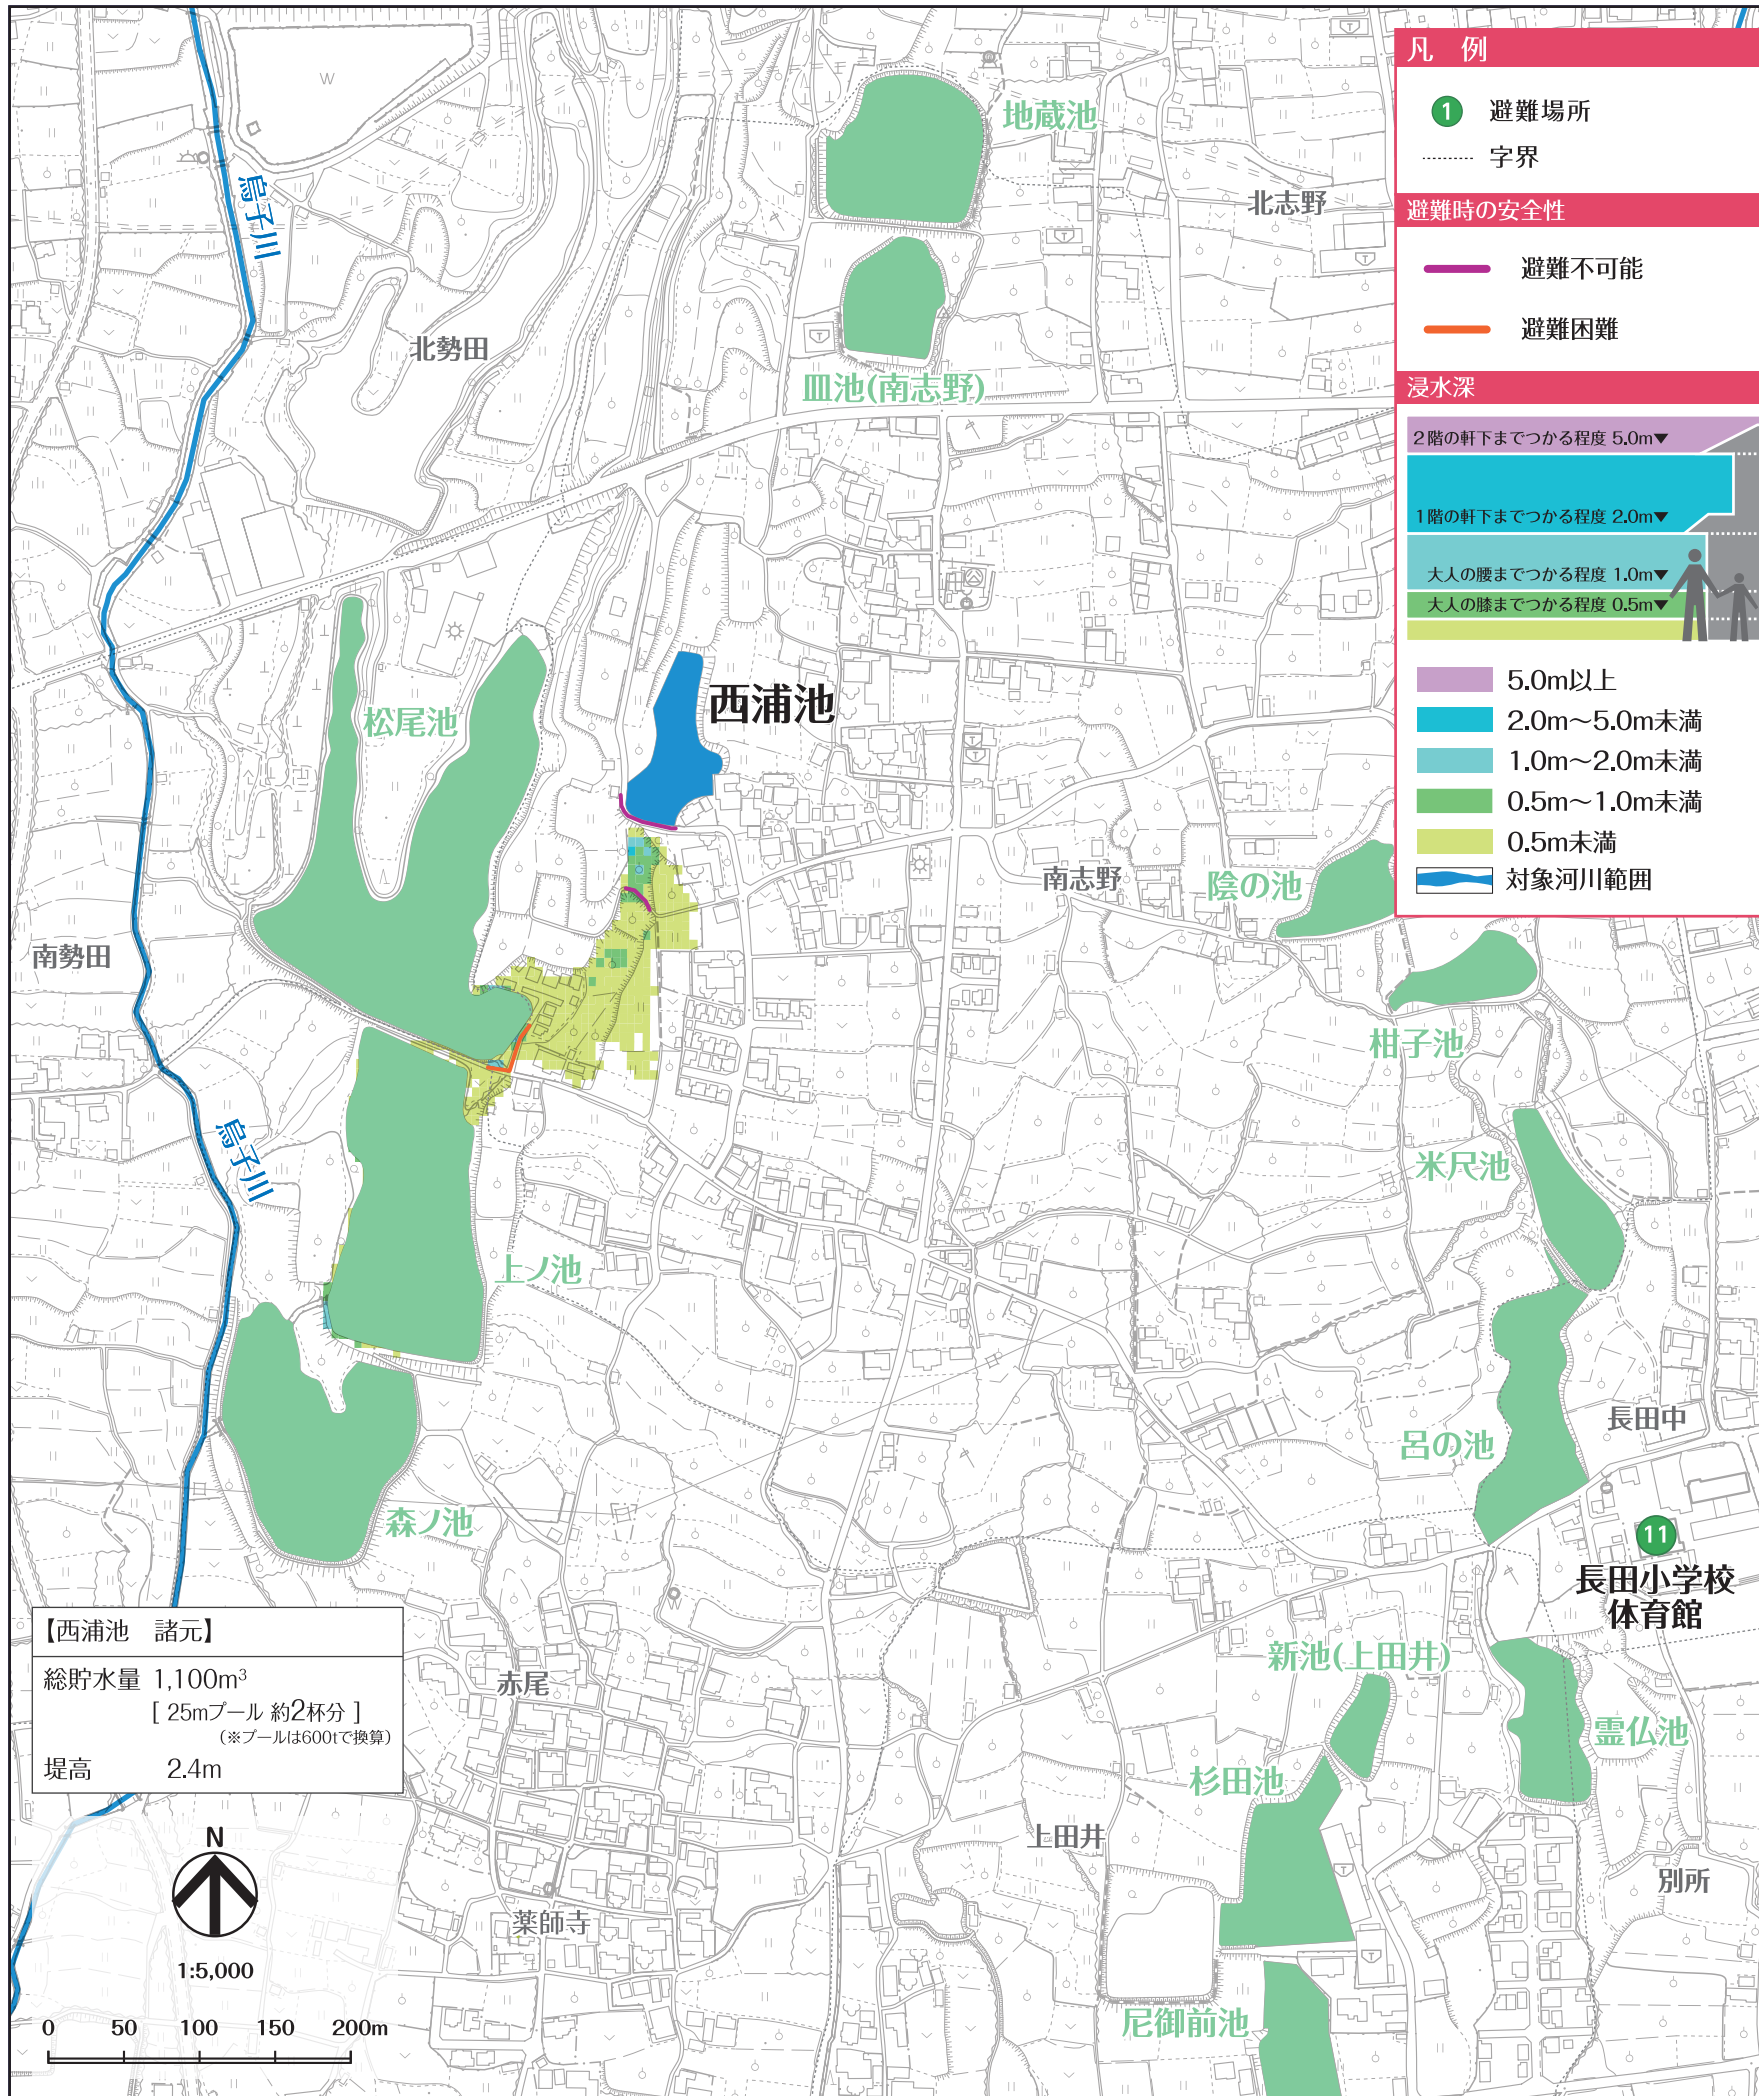 凡 例
1 避難場所
字界
避難時の安全性
避難不可能
避難困難
浸水深
2階の軒下までつかる程度 5.0m▼
1階の軒下までつかる程度 2.0m▼
大人の腰までつかる程度 1.0m▼
大人の膝までつかる程度 0.5m▼
5.0m以上
2.0m～5.0m未満
1.0m～2.0m未満
0.5m～1.0m未満
0.5m未満
対象河川範囲
W
地蔵池
烏子川
北志野
北勢田
皿池(南志野)
西浦池
松尾池
南志野
陰の池
南勢田
柑子池
烏子川
米尺池
上ノ池
長田中
呂の池
森ノ池
11
長田小学校
体育館
新池(上田井)
赤尾
霊仏池
杉田池
上田井
別所
薬師寺
尼御前池
【西浦池 諸元】
総貯水量 1,100m³
[ 25mプール 約2杯分 ]
(※プールは600tで換算)
堤高 2.4m
N
1:5,000
0 50 100 150 200m